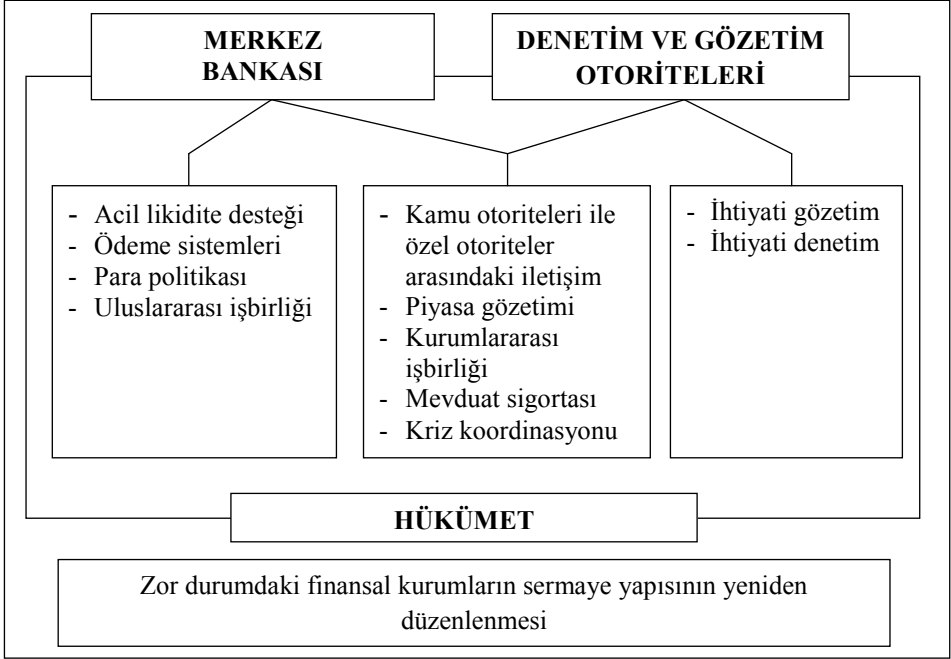 MERKEZ
BANKASI
DENETİM VE GÖZETİM
OTORİTELERİ
- Acil likidite desteği
- Ödeme sistemleri
- Para politikası
- Uluslararası işbirliği
- Kamu otoriteleri ile
özel otoriteler
arasındaki iletişim
- Piyasa gözetimi
- Kurumlararası
işbirliği
- Mevduat sigortası
- Kriz koordinasyonu
- İhtiyati gözetim
- İhtiyati denetim
HÜKÜMET
Zor durumdaki finansal kurumların sermaye yapısının yeniden
düzenlenmesi